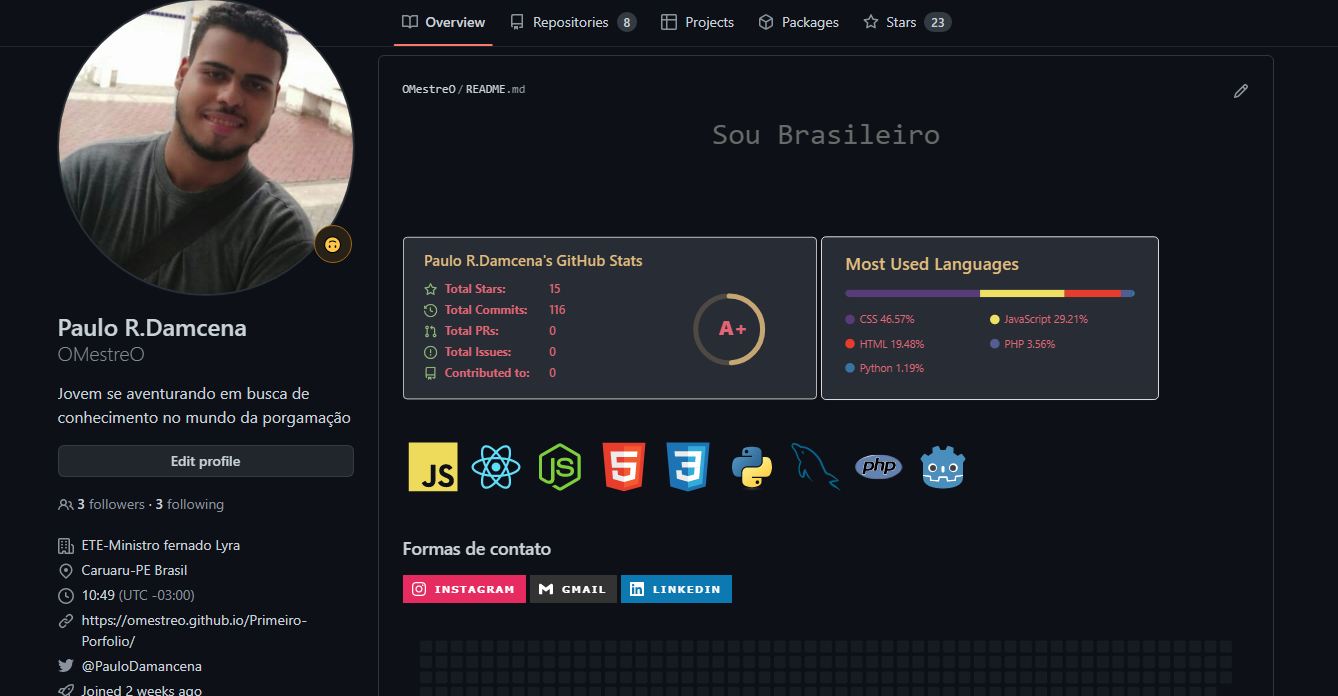 Overview Repositories 8 Projects Packages Stars 23
OMestreO/README.md
Sou Brasileiro
Paulo R.Damcena's GitHub Stats
Total Stars: 15
Total Commits: 116
Total PRs: 0
Total Issues: 0
Contributed to: 0
A+
Most Used Languages
CSS 46.57% JavaScript 29.21%
HTML 19.48% PHP 3.56%
Python 1.19%
Paulo R.Damcena
OMestreO
Jovem se aventurando em busca de
conhecimento no mundo da porgamação
Edit profile
3 followers · 3 following
ETE-Ministro fernado Lyra
Caruaru-PE Brasil
10:49 (UTC -03:00)
https://omestreo.github.io/Primeiro-
Porfolio/
@PauloDamancena
Joined 2 weeks ago
JS JS 5 3 php
Formas de contato
INSTAGRAM GMAIL LINKEDIN